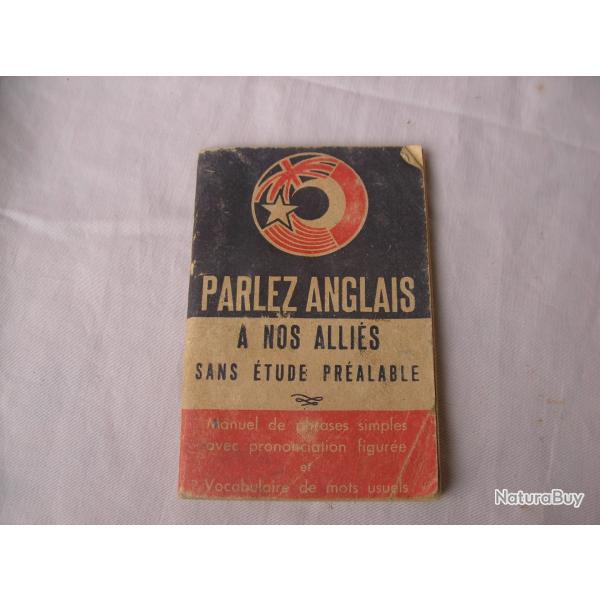 PARLEZ ANGLAIS
A NOS ALLIÉS
SANS ÉTUDE PRÉALABLE
Manuel de phrases simples
avec prononciation figurée
et
Vocabulaire de mots usuels
NaturaBuy